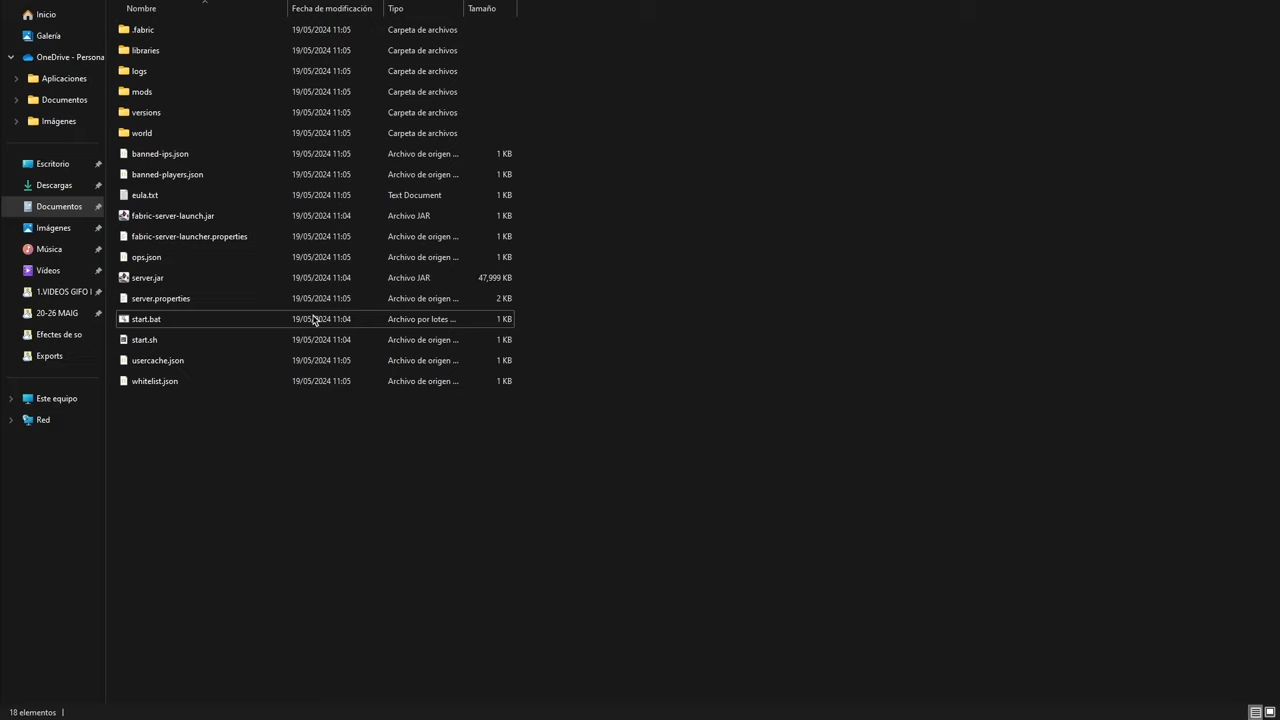 Inicio
Galería
OneDrive - Persona
Aplicaciones
Documentos
Imágenes
Escritorio
Descargas
Documentos
Imágenes
Música
Vídeos
1.VIDEOS GIFO I
20-26 MAIG
Efectes de so
Exports
Este equipo
Red
Nombre Fecha de modificación Tipo Tamaño
.fabric 19/05/2024 11:05 Carpeta de archivos
libraries 19/05/2024 11:05 Carpeta de archivos
logs 19/05/2024 11:05 Carpeta de archivos
mods 19/05/2024 11:05 Carpeta de archivos
versions 19/05/2024 11:05 Carpeta de archivos
world 19/05/2024 11:05 Carpeta de archivos
banned-ips.json 19/05/2024 11:05 Archivo de origen ... 1 KB
banned-players.json 19/05/2024 11:05 Archivo de origen ... 1 KB
eula.txt 19/05/2024 11:05 Text Document 1 KB
fabric-server-launch.jar 19/05/2024 11:04 Archivo JAR 1 KB
fabric-server-launcher.properties 19/05/2024 11:05 Archivo de origen ... 1 KB
ops.json 19/05/2024 11:05 Archivo de origen ... 1 KB
server.jar 19/05/2024 11:04 Archivo JAR 47,999 KB
server.properties 19/05/2024 11:05 Archivo de origen ... 2 KB
start.bat 19/05/2024 11:04 Archivo por lotes ... 1 KB
start.sh 19/05/2024 11:04 Archivo de origen ... 1 KB
usercache.json 19/05/2024 11:05 Archivo de origen ... 1 KB
whitelist.json 19/05/2024 11:05 Archivo de origen ... 1 KB
18 elementos